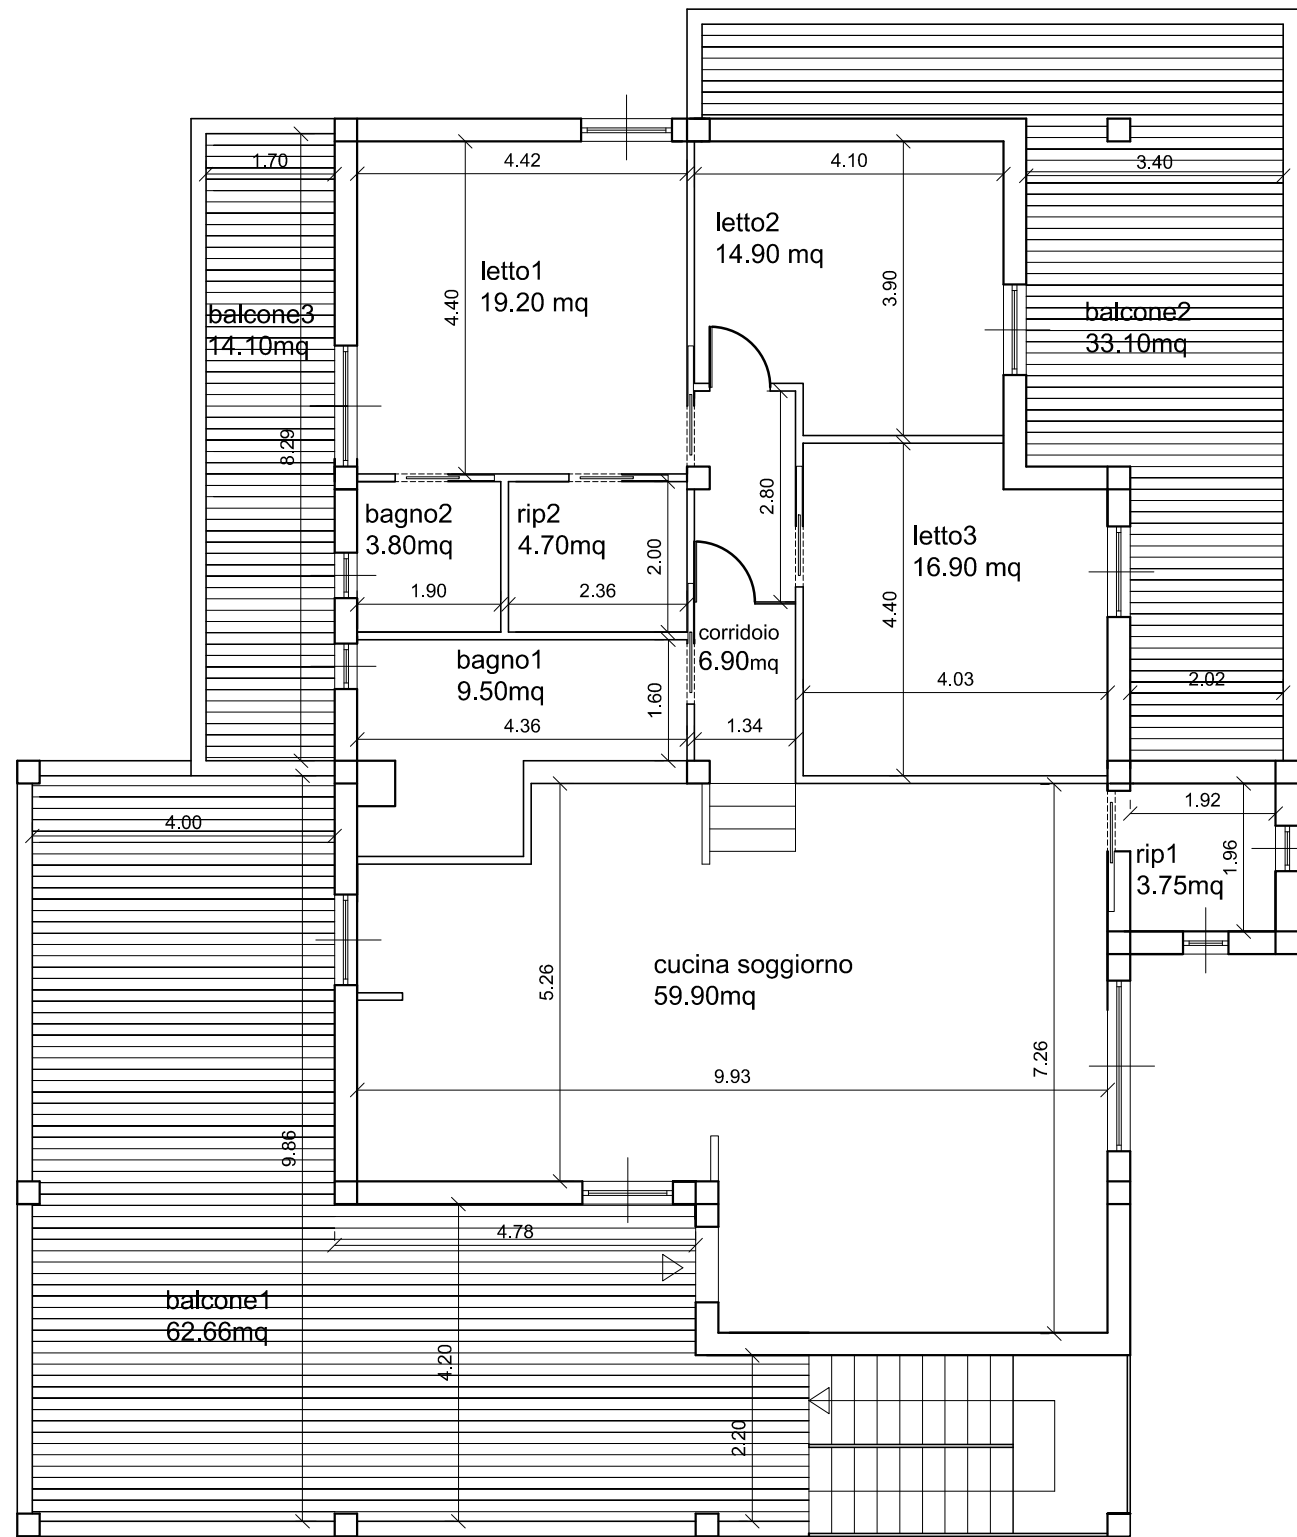 1.70
4.42
4.10
3.40
letto2
14.90 mq
letto1
19.20 mq
4.40
3.90
balcone3
14.10mq
balcone2
33.10mq
8.29
2.80
bagno2
3.80mq
rip2
4.70mq
2.00
letto3
16.90 mq
1.90
2.36
4.40
corridoio
6.90mq
bagno1
9.50mq
1.60
4.03
2.02
4.36
1.34
4.00
1.92
1.96
rip1
3.75mq
cucina soggiorno
59.90mq
5.26
7.26
9.93
9.86
4.78
balcone1
62.66mq
4.20
2.20